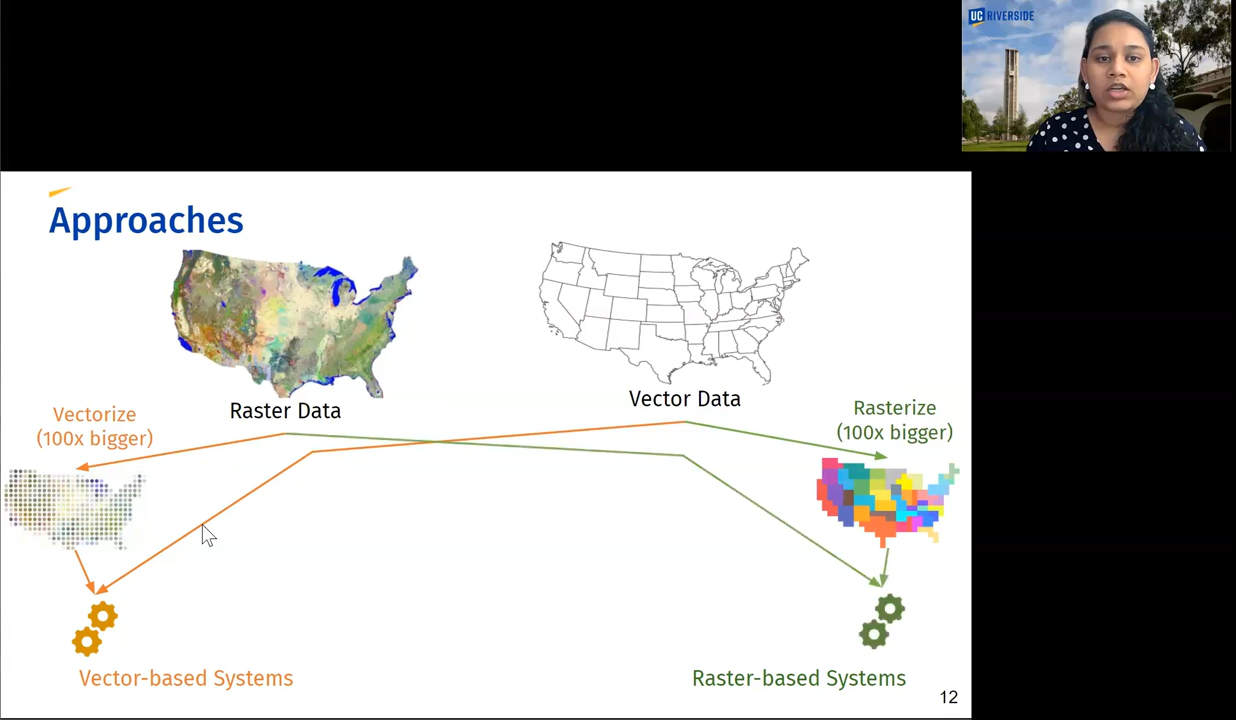 UC RIVERSIDE
Approaches
Raster Data
Vector Data
Vectorize
(100x bigger)
Rasterize
(100x bigger)
Vector-based Systems
Raster-based Systems
12